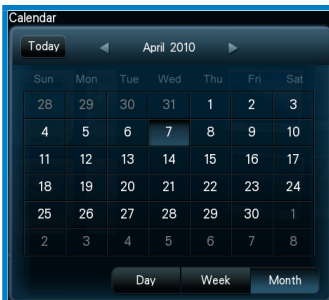 Calendar
Today April 2010
Sun Mon Tue Wed Thu Fri Sat
28 29 30 31 1 2 3
4 5 6 7 8 9 10
11 12 13 14 15 16 17
18 19 20 21 22 23 24
25 26 27 28 29 30 1
2 3 4 5 6 7 8
Day Week Month